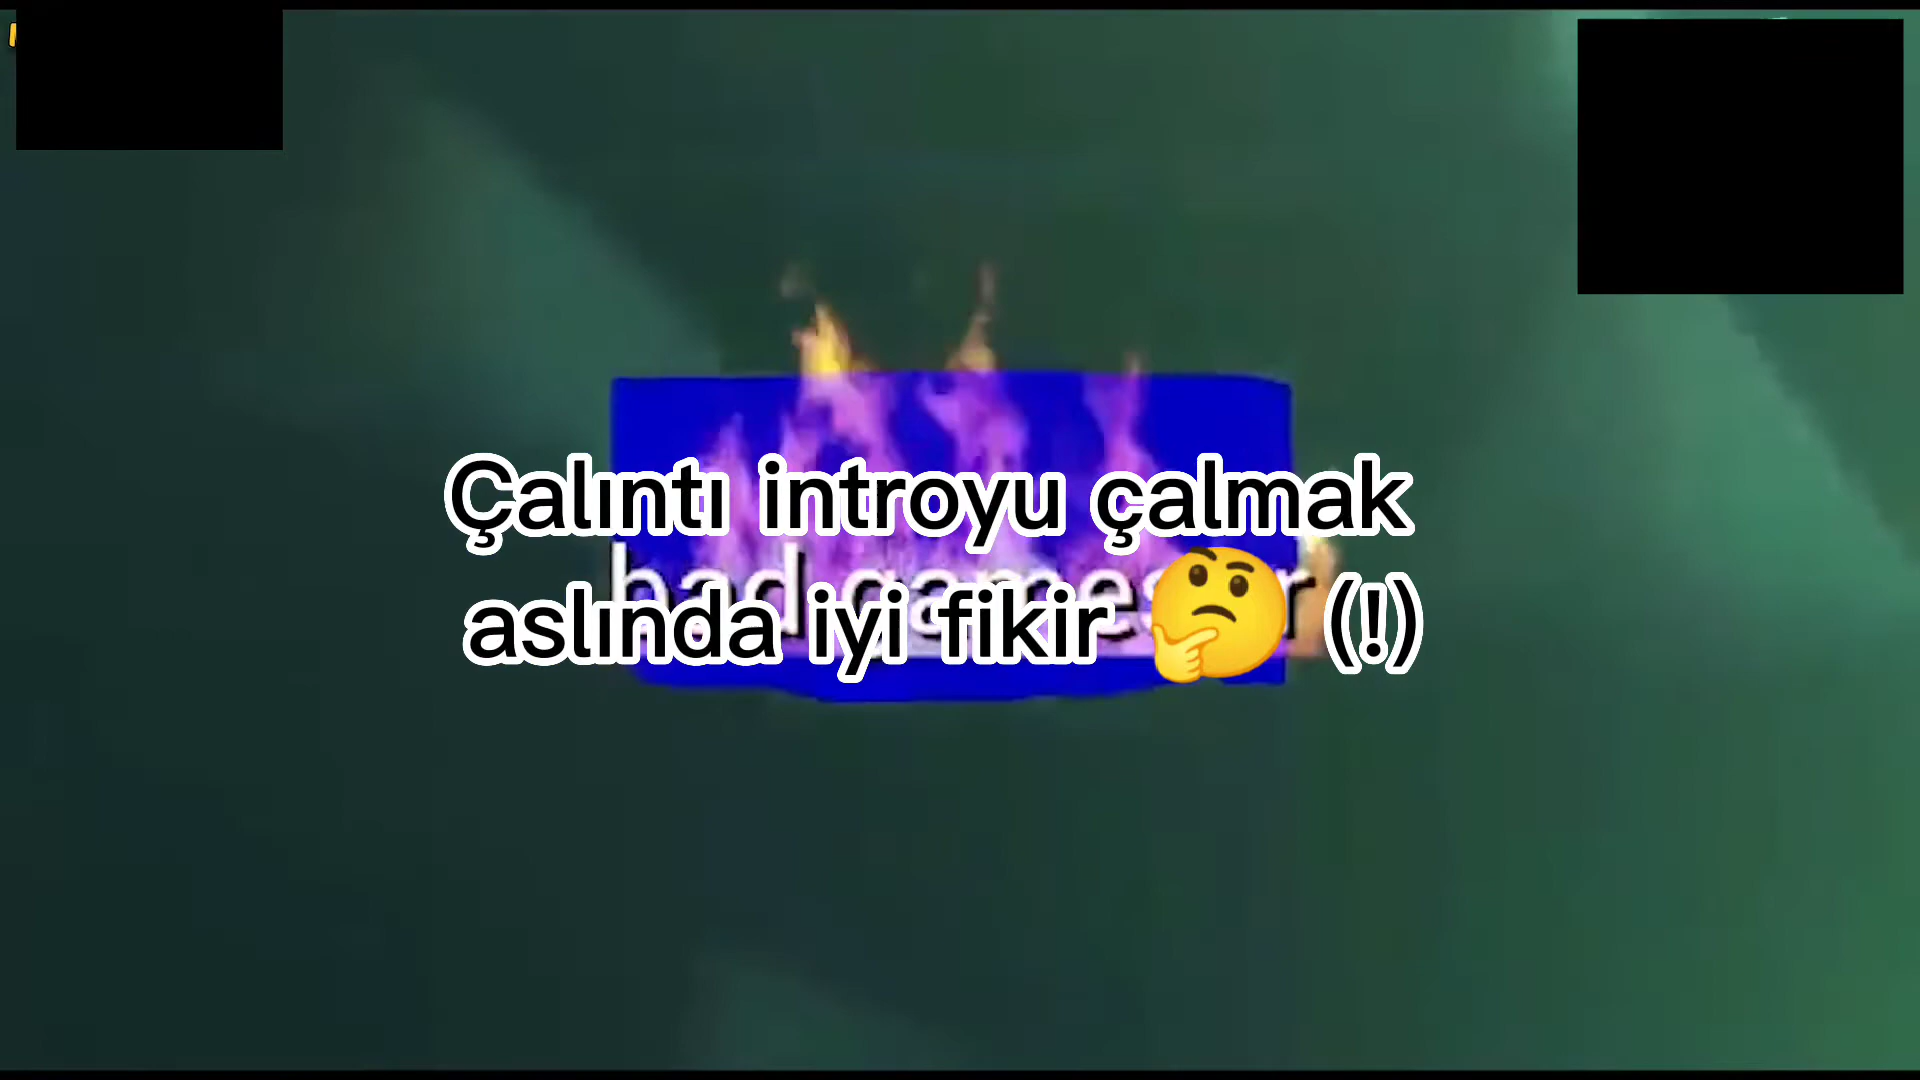 Çalıntı introyu çalmak
aslında iyi fikir 🤔 (!)